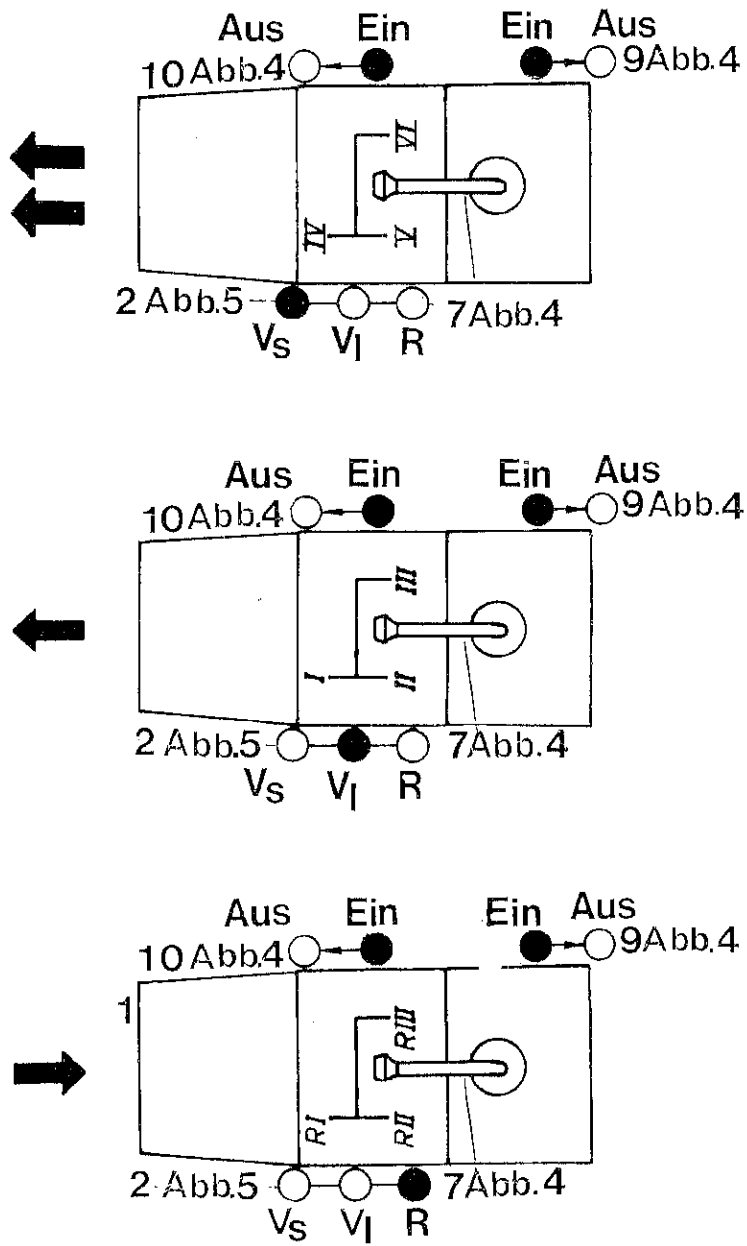 Aus Ein Ein Aus
10 Abb.4 9 Abb.4
VI
IV V
2 Abb.5 7 Abb.4
Vs Vl R
Aus Ein Ein Aus
10 Abb.4 9 Abb.4
III
I II
2 Abb.5 7 Abb.4
Vs Vl R
Aus Ein Ein Aus
10 Abb.4 9 Abb.4
1
RIII
RI RII
2 Abb.5 7 Abb.4
Vs Vl R